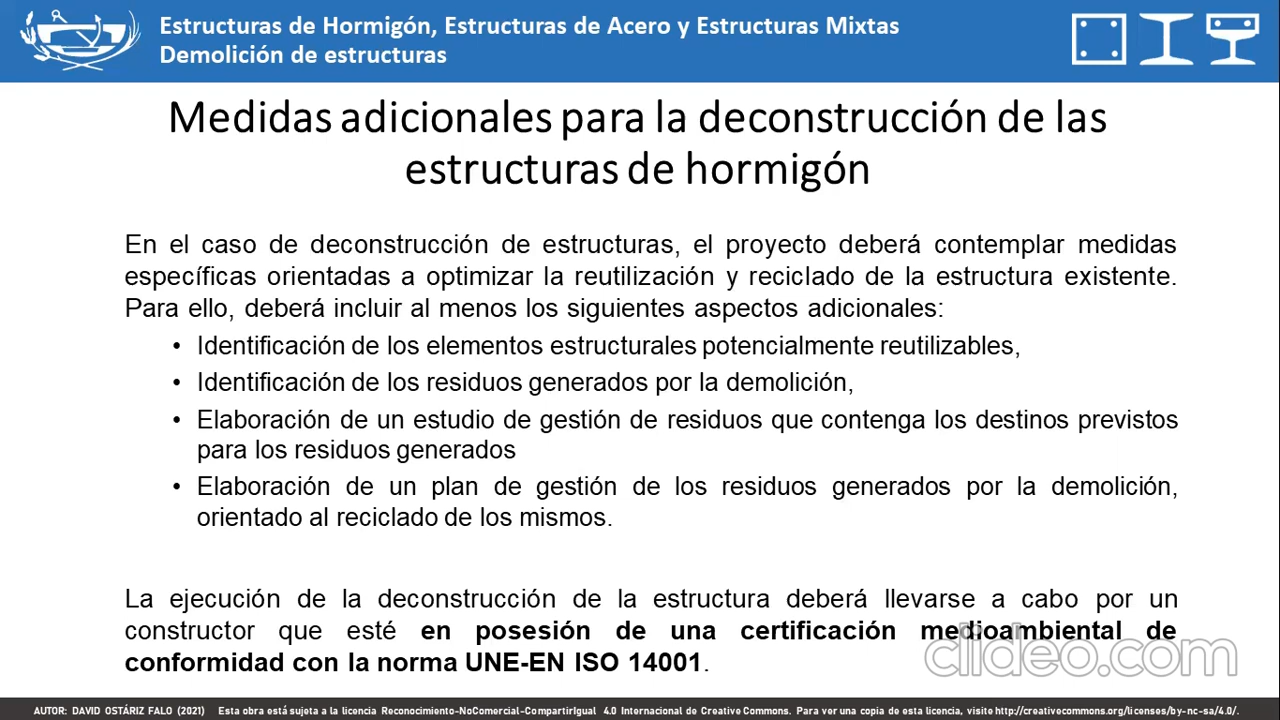 Estructuras de Hormigón, Estructuras de Acero y Estructuras Mixtas
Demolición de estructuras
Medidas adicionales para la deconstrucción de las
estructuras de hormigón
En el caso de deconstrucción de estructuras, el proyecto deberá contemplar medidas
específicas orientadas a optimizar la reutilización y reciclado de la estructura existente.
Para ello, deberá incluir al menos los siguientes aspectos adicionales:
• Identificación de los elementos estructurales potencialmente reutilizables,
• Identificación de los residuos generados por la demolición,
• Elaboración de un estudio de gestión de residuos que contenga los destinos previstos
para los residuos generados
• Elaboración de un plan de gestión de los residuos generados por la demolición,
orientado al reciclado de los mismos.
La ejecución de la deconstrucción de la estructura deberá llevarse a cabo por un
constructor que esté en posesión de una certificación medioambiental de
conformidad con la norma UNE-EN ISO 14001.
clideo.com
AUTOR: DAVID OSTÁRIZ FALO (2021) Esta obra está sujeta a la licencia Reconocimiento-NoComercial-CompartirIgual 4.0 Internacional de Creative Commons. Para ver una copia de esta licencia, visite http://creativecommons.org/licenses/by-nc-sa/4.0/.